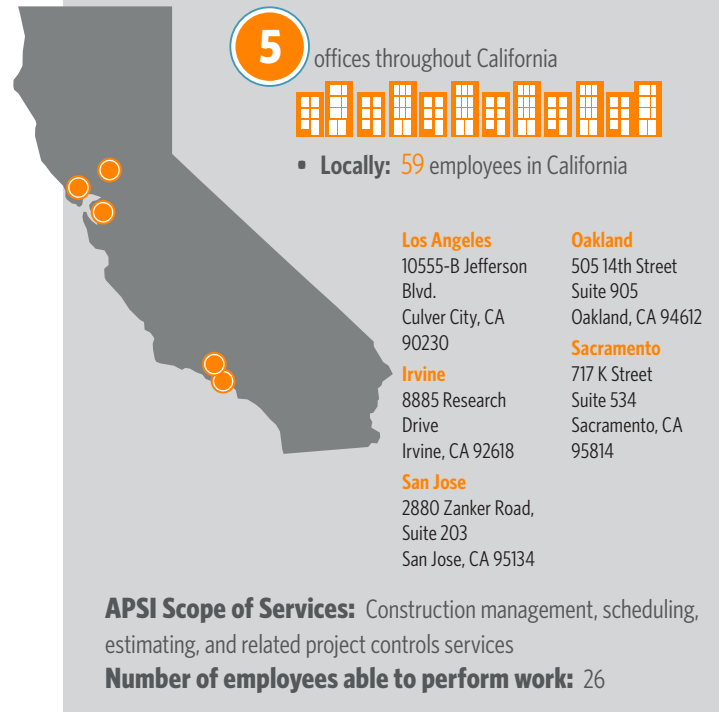 5
offices throughout California
• Locally: 59 employees in California
Los Angeles
10555-B Jefferson
Blvd.
Culver City, CA
90230
Irvine
8885 Research
Drive
Irvine, CA 92618
San Jose
2880 Zanker Road,
Suite 203
San Jose, CA 95134
Oakland
505 14th Street
Suite 905
Oakland, CA 94612
Sacramento
717 K Street
Suite 534
Sacramento, CA
95814
APSI Scope of Services: Construction management, scheduling,
estimating, and related project controls services
Number of employees able to perform work: 26